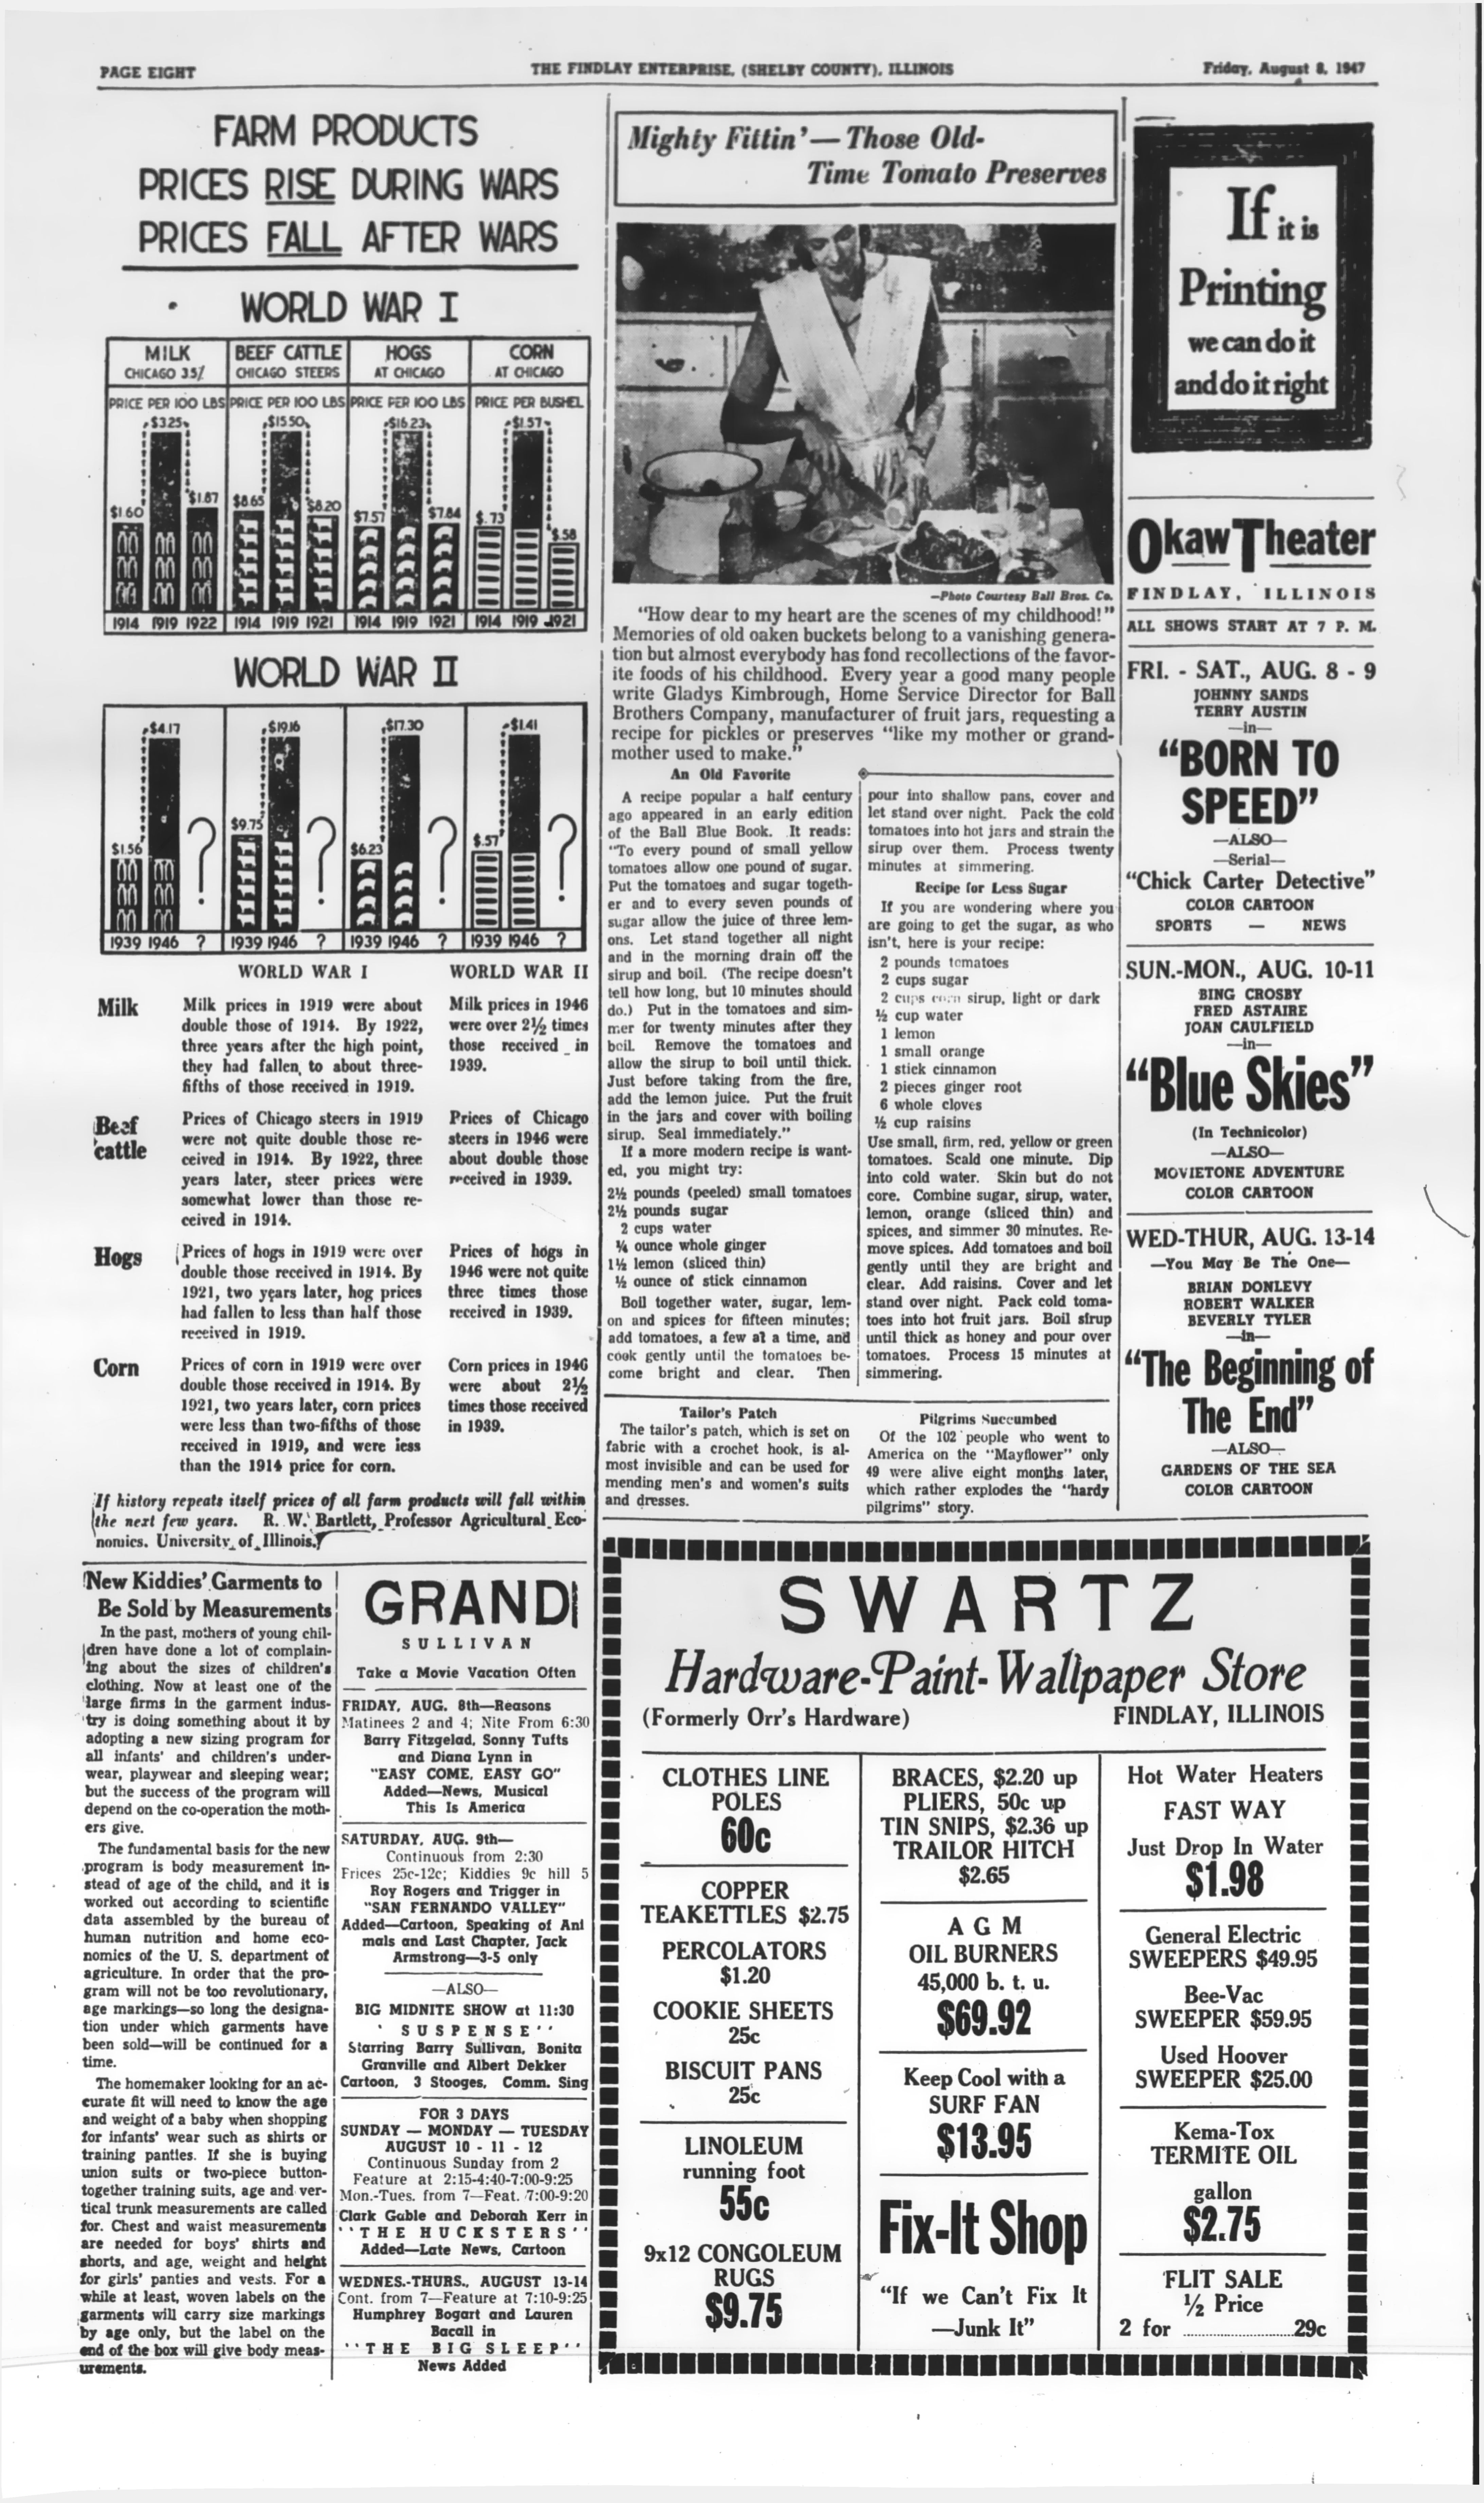 PAGE EIGHT
THE FINDLAY ENTERPRISE, (SHELBY COUNTY), ILLINOIS
Friday, August 8, 1947
FARM PRODUCTS
PRICES RISE DURING WARS
PRICES FALL AFTER WARS
WORLD WAR I
MILK
CHICAGO 3.5%
BEEF CATTLE
CHICAGO STEERS
HOGS
AT CHICAGO
CORN
AT CHICAGO
PRICE PER 100 LBS
PRICE PER 100 LBS
PRICE PER 100 LBS
PRICE PER BUSHEL
$1.60
$3.25
$1.87
$8.65
$15.50
$8.20
$7.57
$16.23
$7.84
$.73
$1.57
$.58
1914 1919 1922
1914 1919 1921
1914 1919 1921
1914 1919 1921
WORLD WAR II
$1.56
$4.17
?
$9.75
$19.16
?
$6.23
$17.30
?
$.57
$1.41
?
1939 1946 ?
1939 1946 ?
1939 1946 ?
1939 1946 ?
WORLD WAR I
WORLD WAR II
Milk
Milk prices in 1919 were about
double those of 1914. By 1922,
three years after the high point,
they had fallen to about three-
fifths of those received in 1919.
Milk prices in 1946
were over 2½ times
those received in
1939.
Beef
cattle
Prices of Chicago steers in 1919
were not quite double those re-
ceived in 1914. By 1922, three
years later, steer prices were
somewhat lower than those re-
ceived in 1914.
Prices of Chicago
steers in 1946 were
about double those
received in 1939.
Hogs
Prices of hogs in 1919 were over
double those received in 1914. By
1921, two years later, hog prices
had fallen to less than half those
received in 1919.
Prices of hogs in
1946 were not quite
three times those
received in 1939.
Corn
Prices of corn in 1919 were over
double those received in 1914. By
1921, two years later, corn prices
were less than two-fifths of those
received in 1919, and were less
than the 1914 price for corn.
Corn prices in 1946
were about 2½
times those received
in 1939.
If history repeats itself prices of all farm products will fall within
the next few years. R. W. Bartlett, Professor Agricultural Eco-
nomics. University of Illinois.
New Kiddies' Garments to
Be Sold by Measurements
In the past, mothers of young chil-
dren have done a lot of complain-
ing about the sizes of children's
clothing. Now at least one of the
large firms in the garment indus-
try is doing something about it by
adopting a new sizing program for
all infants' and children's under-
wear, playwear and sleeping wear;
but the success of the program will
depend on the co-operation the moth-
ers give.
The fundamental basis for the new
program is body measurement in-
stead of age of the child, and it is
worked out according to scientific
data assembled by the bureau of
human nutrition and home eco-
nomics of the U. S. department of
agriculture. In order that the pro-
gram will not be too revolutionary,
age markings—so long the designa-
tion under which garments have
been sold—will be continued for a
time.
The homemaker looking for an ac-
curate fit will need to know the age
and weight of a baby when shopping
for infants' wear such as shirts or
training panties. If she is buying
union suits or two-piece button-
together training suits, age and ver-
tical trunk measurements are called
for. Chest and waist measurements
are needed for boys' shirts and
shorts, and age, weight and height
for girls' panties and vests. For a
while at least, woven labels on the
garments will carry size markings
by age only, but the label on the
end of the box will give body meas-
urements.
GRAND
SULLIVAN
Take a Movie Vacation Often
FRIDAY, AUG. 8th—Reasons
Matinees 2 and 4; Nite From 6:30
Barry Fitzgelad, Sonny Tufts
and Diana Lynn in
"EASY COME, EASY GO"
Added—News, Musical
This Is America
SATURDAY, AUG. 9th—
Continuous from 2:30
Prices 25c-12c; Kiddies 9c hill 5
Roy Rogers and Trigger in
"SAN FERNANDO VALLEY"
Added—Cartoon, Speaking of Ani
mals and Last Chapter, Jack
Armstrong—3-5 only
—ALSO—
BIG MIDNITE SHOW at 11:30
' SUSPENSE''
Starring Barry Sullivan, Bonita
Granville and Albert Dekker
Cartoon, 3 Stooges, Comm. Sing
FOR 3 DAYS
SUNDAY — MONDAY — TUESDAY
AUGUST 10 - 11 - 12
Continuous Sunday from 2
Feature at 2:15-4:40-7:00-9:25
Mon.-Tues. from 7—Feat. 7:00-9:20
Clark Gable and Deborah Kerr in
''THE HUCKSTERS''
Added—Late News, Cartoon
WEDNES.-THURS., AUGUST 13-14
Cont. from 7—Feature at 7:10-9:25
Humphrey Bogart and Lauren
Bacall in
''THE BIG SLEEP''
News Added
Mighty Fittin'—Those Old-
Time Tomato Preserves
—Photo Courtesy Ball Bros. Co.
"How dear to my heart are the scenes of my childhood!"
Memories of old oaken buckets belong to a vanishing genera-
tion but almost everybody has fond recollections of the favor-
ite foods of his childhood. Every year a good many people
write Gladys Kimbrough, Home Service Director for Ball
Brothers Company, manufacturer of fruit jars, requesting a
recipe for pickles or preserves "like my mother or grand-
mother used to make."
An Old Favorite
A recipe popular a half century
ago appeared in an early edition
of the Ball Blue Book. It reads:
"To every pound of small yellow
tomatoes allow one pound of sugar.
Put the tomatoes and sugar togeth-
er and to every seven pounds of
sugar allow the juice of three lem-
ons. Let stand together all night
and in the morning drain off the
sirup and boil. (The recipe doesn't
tell how long, but 10 minutes should
do.) Put in the tomatoes and sim-
mer for twenty minutes after they
boil. Remove the tomatoes and
allow the sirup to boil until thick.
Just before taking from the fire,
add the lemon juice. Put the fruit
in the jars and cover with boiling
sirup. Seal immediately."
If a more modern recipe is want-
ed, you might try:
2½ pounds (peeled) small tomatoes
2½ pounds sugar
2 cups water
¼ ounce whole ginger
1½ lemon (sliced thin)
½ ounce of stick cinnamon
Boil together water, sugar, lem-
on and spices for fifteen minutes;
add tomatoes, a few at a time, and
cook gently until the tomatoes be-
come bright and clear. Then
pour into shallow pans, cover and
let stand over night. Pack the cold
tomatoes into hot jars and strain the
sirup over them. Process twenty
minutes at simmering.
Recipe for Less Sugar
If you are wondering where you
are going to get the sugar, as who
isn't, here is your recipe:
2 pounds tomatoes
2 cups sugar
2 cups corn sirup, light or dark
½ cup water
1 lemon
1 small orange
1 stick cinnamon
2 pieces ginger root
6 whole cloves
½ cup raisins
Use small, firm, red, yellow or green
tomatoes. Scald one minute. Dip
into cold water. Skin but do not
core. Combine sugar, sirup, water,
lemon, orange (sliced thin) and
spices, and simmer 30 minutes. Re-
move spices. Add tomatoes and boil
gently until they are bright and
clear. Add raisins. Cover and let
stand over night. Pack cold toma-
toes into hot fruit jars. Boil sirup
until thick as honey and pour over
tomatoes. Process 15 minutes at
simmering.
Tailor's Patch
The tailor's patch, which is set on
fabric with a crochet hook, is al-
most invisible and can be used for
mending men's and women's suits
and dresses.
Pilgrims Succumbed
Of the 102 people who went to
America on the "Mayflower" only
49 were alive eight months later,
which rather explodes the "hardy
pilgrims" story.
If it is
Printing
we can do it
and do it right
Okaw Theater
FINDLAY, ILLINOIS
ALL SHOWS START AT 7 P. M.
FRI. - SAT., AUG. 8 - 9
JOHNNY SANDS
TERRY AUSTIN
—in—
"BORN TO
SPEED"
—ALSO—
—Serial—
"Chick Carter Detective"
COLOR CARTOON
SPORTS — NEWS
SUN.-MON., AUG. 10-11
BING CROSBY
FRED ASTAIRE
JOAN CAULFIELD
—in—
"Blue Skies"
(In Technicolor)
—ALSO—
MOVIETONE ADVENTURE
COLOR CARTOON
WED-THUR, AUG. 13-14
—You May Be The One—
BRIAN DONLEVY
ROBERT WALKER
BEVERLY TYLER
—in—
"The Beginning of
The End"
—ALSO—
GARDENS OF THE SEA
COLOR CARTOON
SWARTZ
Hardware-Paint-Wallpaper Store
(Formerly Orr's Hardware)
FINDLAY, ILLINOIS
CLOTHES LINE
POLES
60c
COPPER
TEAKETTLES $2.75
PERCOLATORS
$1.20
COOKIE SHEETS
25c
BISCUIT PANS
25c
LINOLEUM
running foot
55c
9x12 CONGOLEUM
RUGS
$9.75
BRACES, $2.20 up
PLIERS, 50c up
TIN SNIPS, $2.36 up
TRAILOR HITCH
$2.65
A G M
OIL BURNERS
45,000 b. t. u.
$69.92
Keep Cool with a
SURF FAN
$13.95
Fix-It Shop
"If we Can't Fix It
—Junk It"
Hot Water Heaters
FAST WAY
Just Drop In Water
$1.98
General Electric
SWEEPERS $49.95
Bee-Vac
SWEEPER $59.95
Used Hoover
SWEEPER $25.00
Kema-Tox
TERMITE OIL
gallon
$2.75
FLIT SALE
½ Price
2 for ........................29c